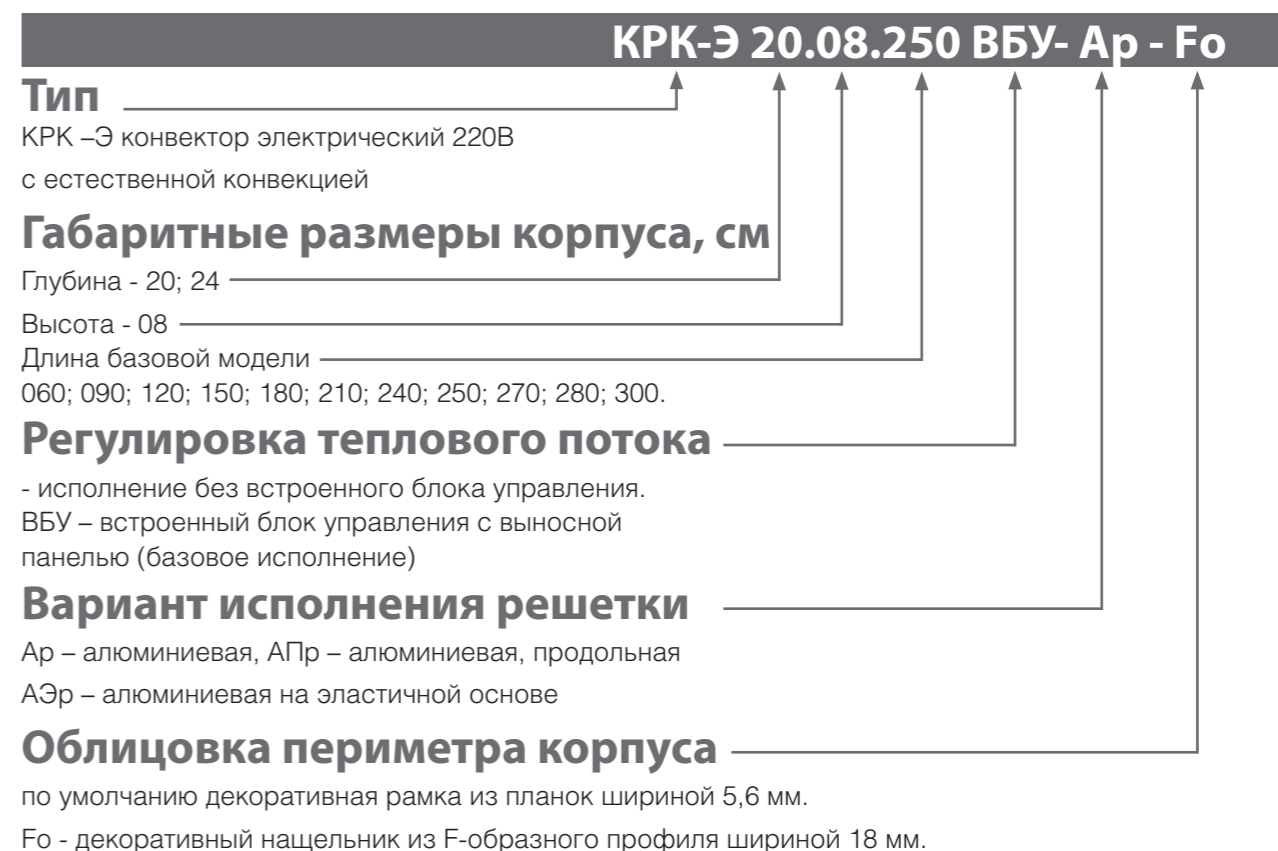 КРК-Э 20.08.250 ВБУ- Ар - Fo
Тип
КРК –Э конвектор электрический 220В
с естественной конвекцией
Габаритные размеры корпуса, см
Глубина - 20; 24
Высота - 08
Длина базовой модели
060; 090; 120; 150; 180; 210; 240; 250; 270; 280; 300.
Регулировка теплового потока
- исполнение без встроенного блока управления.
ВБУ – встроенный блок управления с выносной
панелью (базовое исполнение)
Вариант исполнения решетки
Ар – алюминиевая, АПр – алюминиевая, продольная
АЭр – алюминиевая на эластичной основе
Облицовка периметра корпуса
по умолчанию декоративная рамка из планок шириной 5,6 мм.
Fo - декоративный нащельник из F-образного профиля шириной 18 мм.